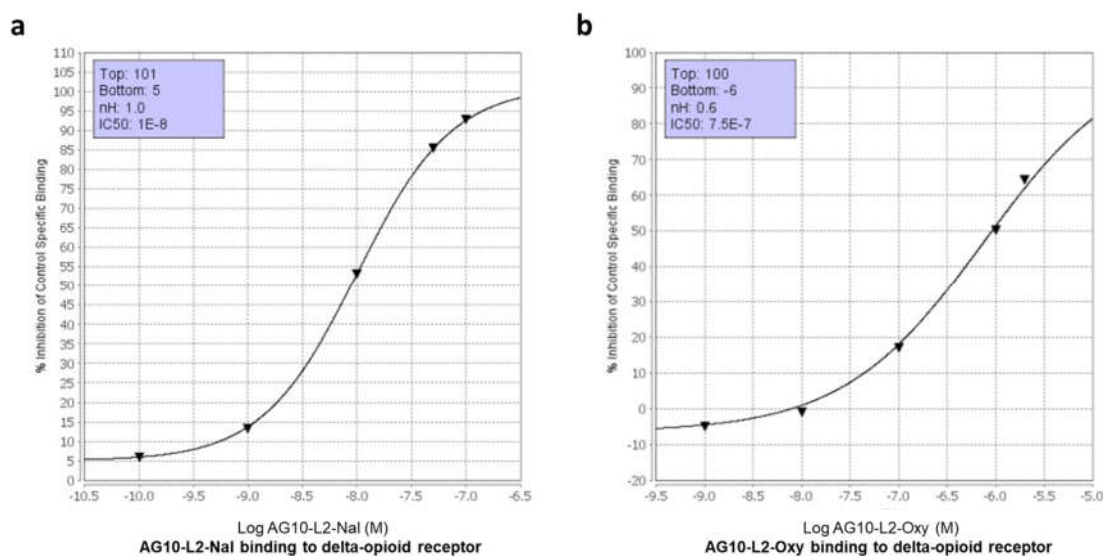 a
110
105
100
95
90
85
80
75
70
65
60
55
50
45
40
35
30
25
20
15
10
5
0
% Inhibition of Control Specific Binding
Top: 101
Bottom: 5
nH: 1.0
IC50: 1E-8
-10.5 -10.0 -9.5 -9.0 -8.5 -8.0 -7.5 -7.0 -6.5
Log AG10-L2-Nal (M)
AG10-L2-Nal binding to delta-opioid receptor
b
100
90
80
70
60
50
40
30
20
10
0
-10
-20
% Inhibition of Control Specific Binding
Top: 100
Bottom: -6
nH: 0.6
IC50: 7.5E-7
-9.5 -9.0 -8.5 -8.0 -7.5 -7.0 -6.5 -6.0 -5.5 -5.0
Log AG10-L2-Oxy (M)
AG10-L2-Oxy binding to delta-opioid receptor